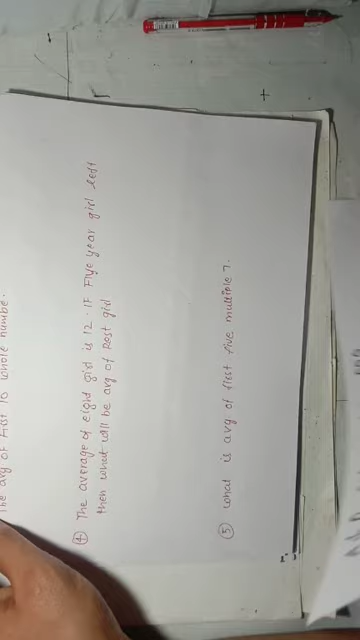 The avg of First 10 whole numbe.
④ The average of eight girl is 12. IF Five year girl left
then what will be avg of Rest girl
⑤ what is avg of first five multiple 7.